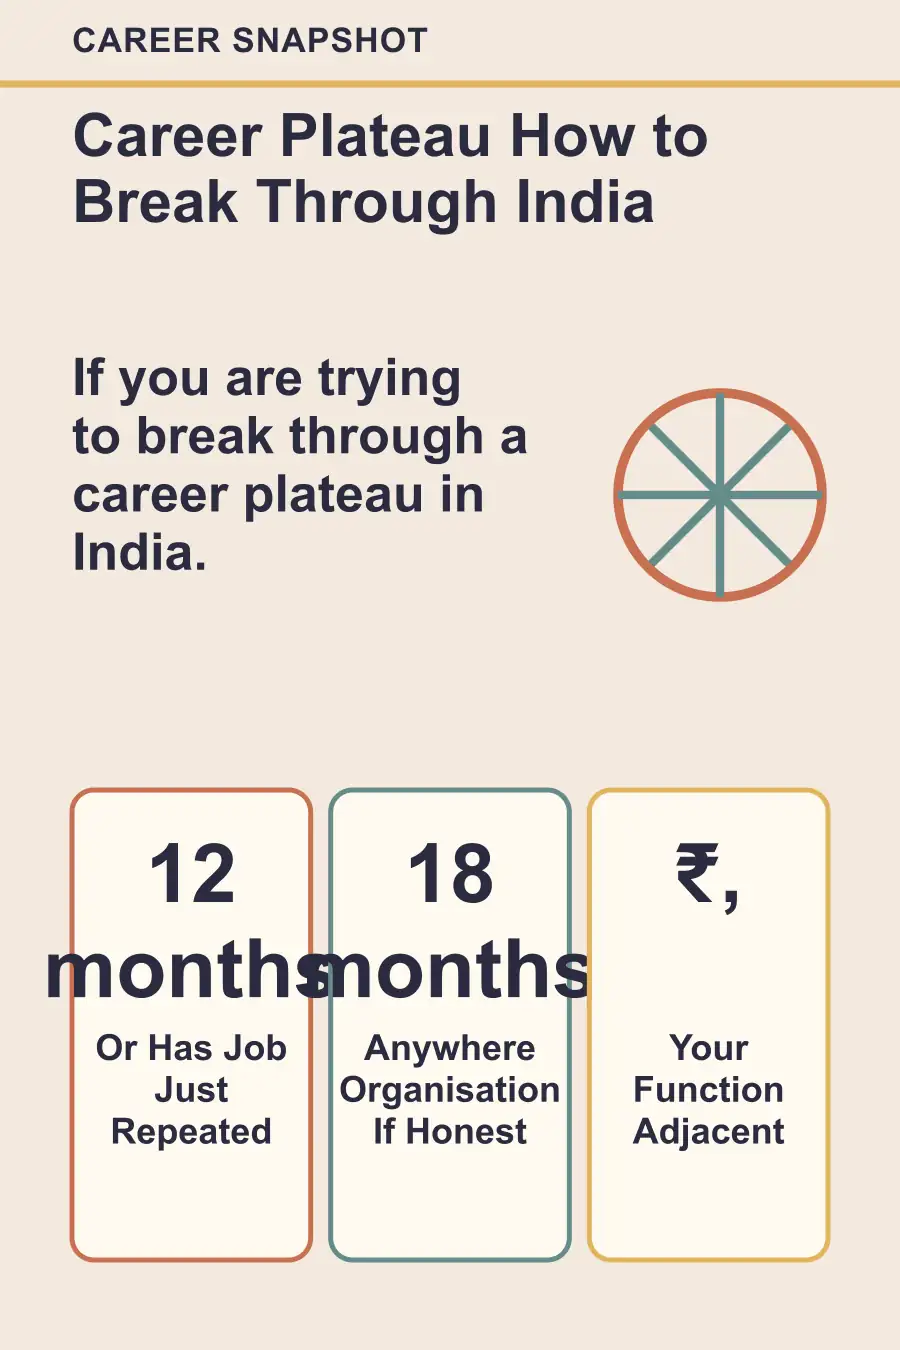 CAREER SNAPSHOT
Career Plateau How to
Break Through India
If you are trying
to break through a
career plateau in
India.
12
months
Or Has Job
Just
Repeated
18
months
Anywhere
Organisation
If Honest
₹,
Your
Function
Adjacent